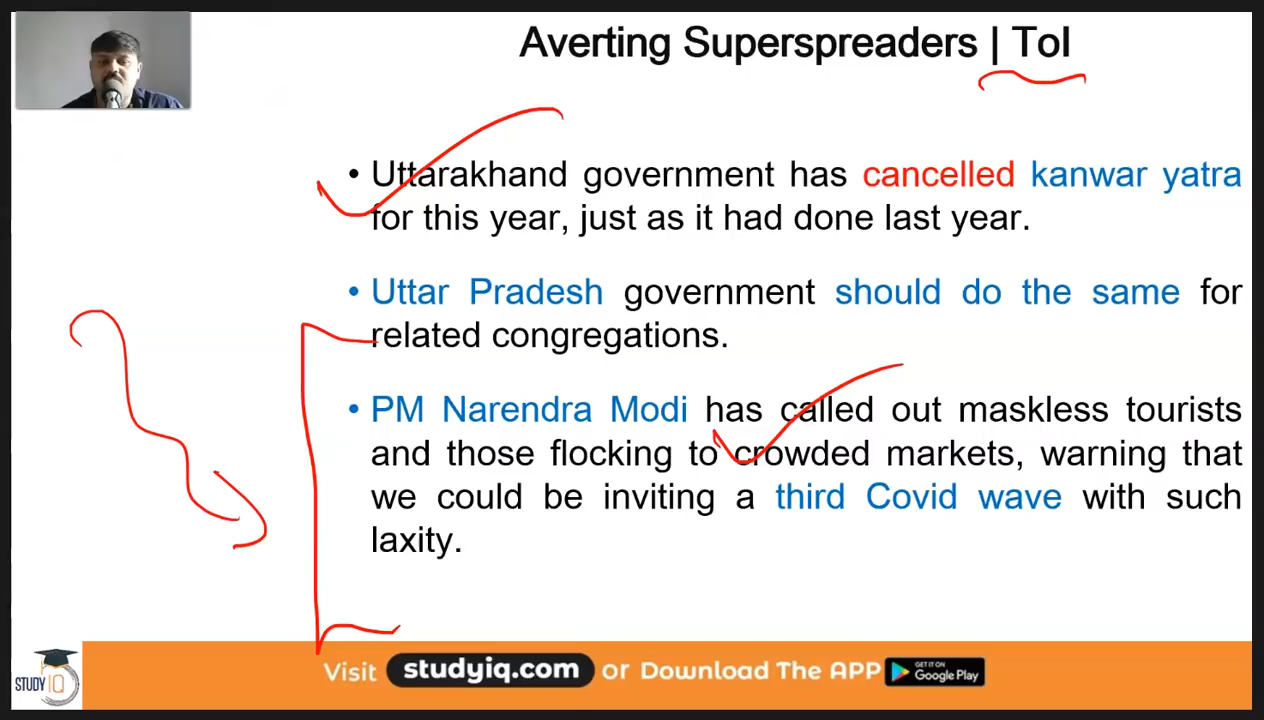 Averting Superspreaders | ToI
• Uttarakhand government has cancelled kanwar yatra
for this year, just as it had done last year.
• Uttar Pradesh government should do the same for
related congregations.
• PM Narendra Modi has called out maskless tourists
and those flocking to crowded markets, warning that
we could be inviting a third Covid wave with such
laxity.
STUDY IQ
Visit studyiq.com or Download The APP
GET IT ON
Google Play